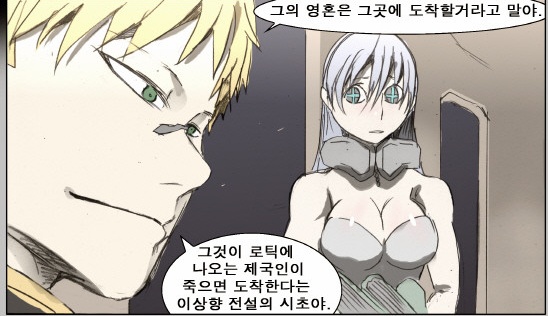 그의 영혼은 그곳에 도착할거라고 말야.
그것이 로틱에
나오는 제국인이
죽으면 도착한다는
이상향 전설의 시초야.